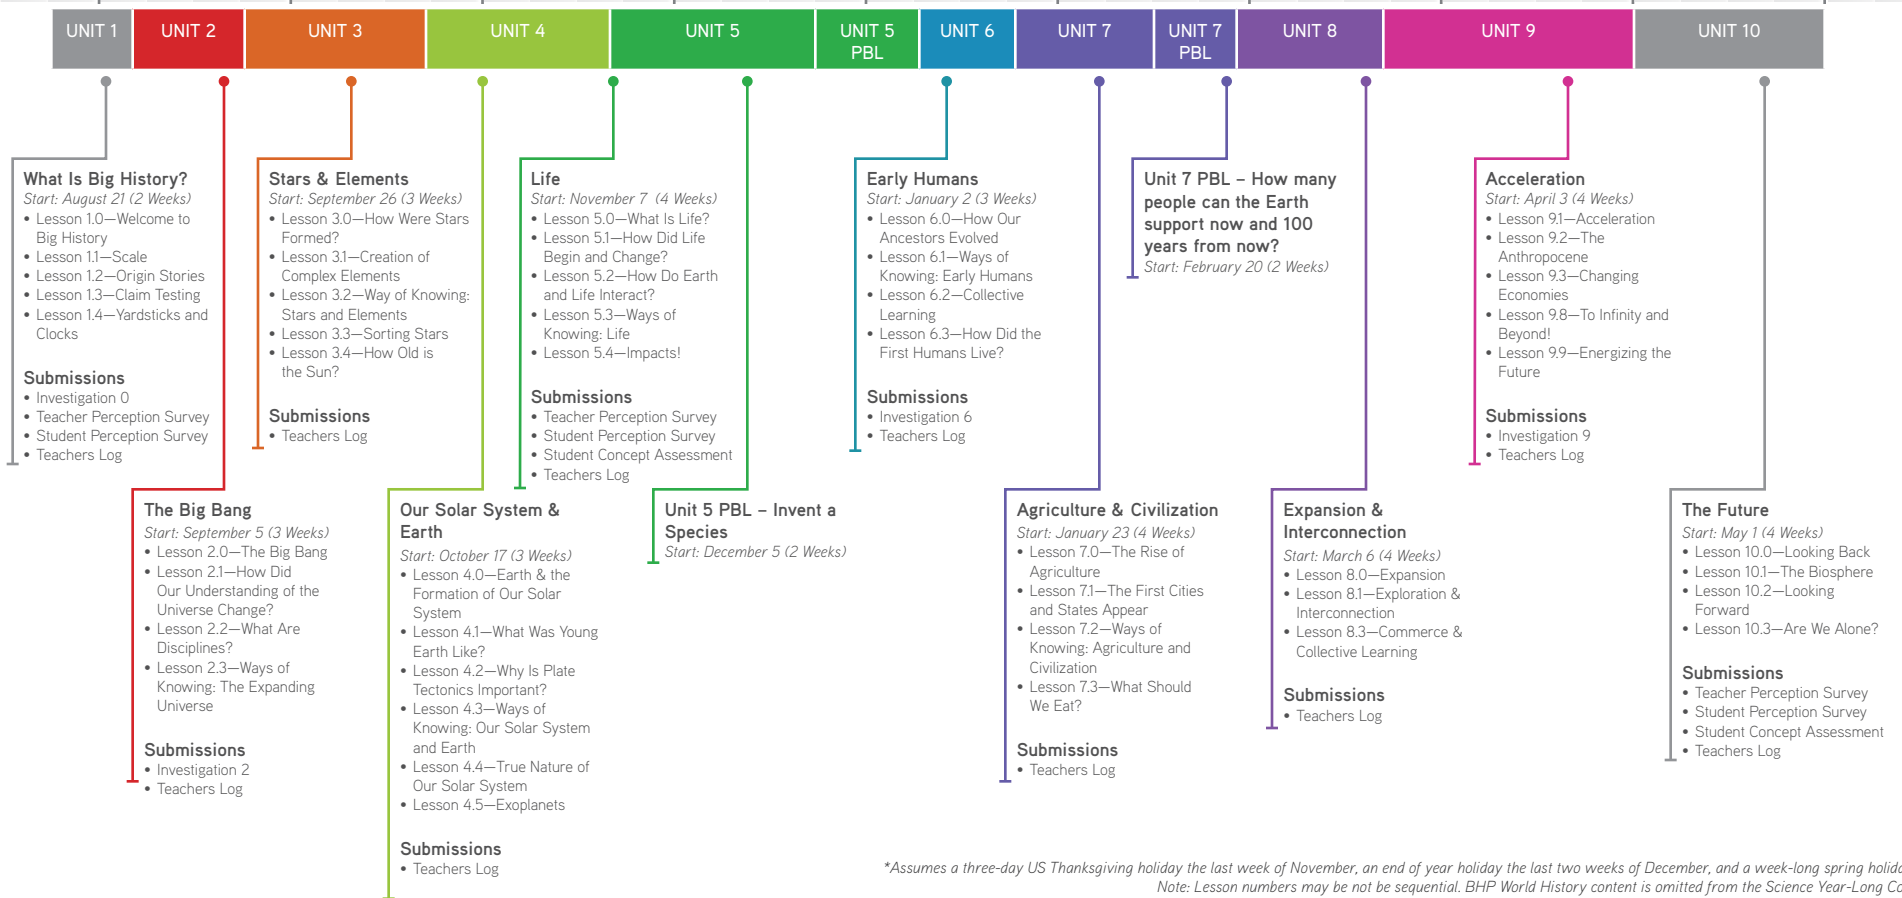 UNIT 1
UNIT 2
UNIT 3
UNIT 4
UNIT 5
UNIT 5
PBL
UNIT 6
UNIT 7
UNIT 7
PBL
UNIT 8
UNIT 9
UNIT 10
What Is Big History?
Start: August 21 (2 Weeks)
• Lesson 1.0—Welcome to
Big History
• Lesson 1.1—Scale
• Lesson 1.2—Origin Stories
• Lesson 1.3—Claim Testing
• Lesson 1.4—Yardsticks and
Clocks
Submissions
• Investigation 0
• Teacher Perception Survey
• Student Perception Survey
• Teachers Log
The Big Bang
Start: September 5 (3 Weeks)
• Lesson 2.0—The Big Bang
• Lesson 2.1—How Did
Our Understanding of the
Universe Change?
• Lesson 2.2—What Are
Disciplines?
• Lesson 2.3—Ways of
Knowing: The Expanding
Universe
Submissions
• Investigation 2
• Teachers Log
Stars & Elements
Start: September 26 (3 Weeks)
• Lesson 3.0—How Were Stars
Formed?
• Lesson 3.1—Creation of
Complex Elements
• Lesson 3.2—Way of Knowing:
Stars and Elements
• Lesson 3.3—Sorting Stars
• Lesson 3.4—How Old is
the Sun?
Submissions
• Teachers Log
Our Solar System &
Earth
Start: October 17 (3 Weeks)
• Lesson 4.0—Earth & the
Formation of Our Solar
System
• Lesson 4.1—What Was Young
Earth Like?
• Lesson 4.2—Why Is Plate
Tectonics Important?
• Lesson 4.3—Ways of
Knowing: Our Solar System
and Earth
• Lesson 4.4—True Nature of
Our Solar System
• Lesson 4.5—Exoplanets
Submissions
• Teachers Log
Life
Start: November 7 (4 Weeks)
• Lesson 5.0—What Is Life?
• Lesson 5.1—How Did Life
Begin and Change?
• Lesson 5.2—How Do Earth
and Life Interact?
• Lesson 5.3—Ways of
Knowing: Life
• Lesson 5.4—Impacts!
Submissions
• Teacher Perception Survey
• Student Perception Survey
• Student Concept Assessment
• Teachers Log
Unit 5 PBL – Invent a
Species
Start: December 5 (2 Weeks)
Early Humans
Start: January 2 (3 Weeks)
• Lesson 6.0—How Our
Ancestors Evolved
• Lesson 6.1—Ways of
Knowing: Early Humans
• Lesson 6.2—Collective
Learning
• Lesson 6.3—How Did the
First Humans Live?
Submissions
• Investigation 6
• Teachers Log
Agriculture & Civilization
Start: January 23 (4 Weeks)
• Lesson 7.0—The Rise of
Agriculture
• Lesson 7.1—The First Cities
and States Appear
• Lesson 7.2—Ways of
Knowing: Agriculture and
Civilization
• Lesson 7.3—What Should
We Eat?
Submissions
• Teachers Log
Unit 7 PBL – How many
people can the Earth
support now and 100
years from now?
Start: February 20 (2 Weeks)
Expansion &
Interconnection
Start: March 6 (4 Weeks)
• Lesson 8.0—Expansion
• Lesson 8.1—Exploration &
Interconnection
• Lesson 8.3—Commerce &
Collective Learning
Submissions
• Teachers Log
Acceleration
Start: April 3 (4 Weeks)
• Lesson 9.1—Acceleration
• Lesson 9.2—The
Anthropocene
• Lesson 9.3—Changing
Economies
• Lesson 9.8—To Infinity and
Beyond!
• Lesson 9.9—Energizing the
Future
Submissions
• Investigation 9
• Teachers Log
The Future
Start: May 1 (4 Weeks)
• Lesson 10.0—Looking Back
• Lesson 10.1—The Biosphere
• Lesson 10.2—Looking
Forward
• Lesson 10.3—Are We Alone?
Submissions
• Teacher Perception Survey
• Student Perception Survey
• Student Concept Assessment
• Teachers Log
*Assumes a three-day US Thanksgiving holiday the last week of November, an end of year holiday the last two weeks of December, and a week-long spring
Note: Lesson numbers may be not be sequential. BHP World History content is omitted from the Science Year-Long